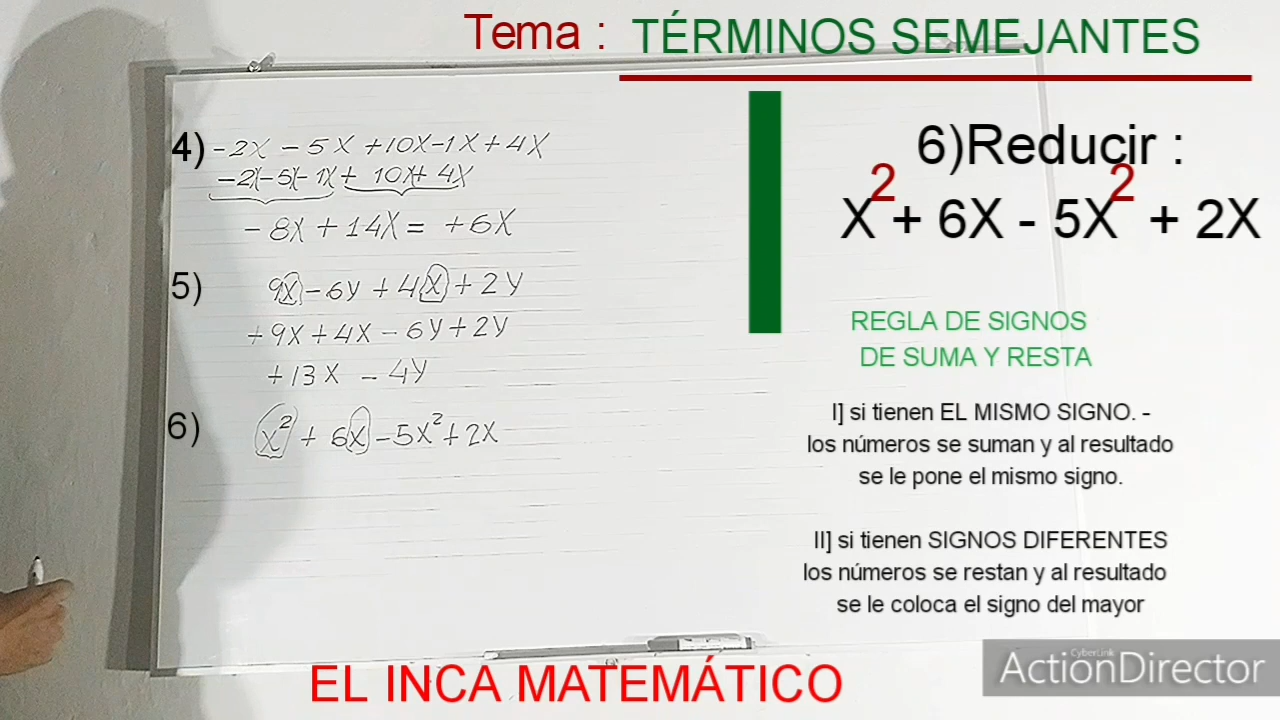 Tema : TÉRMINOS SEMEJANTES
4) -2X - 5X +10X-1X+4X
-2X-5X-1X+ 10X+4X
- 8X + 14X = +6X
5) 9X - 6Y + 4X + 2Y
+9X+4X-6Y+2Y
+13X - 4Y
6) X² + 6X - 5X² + 2X
6)Reducir :
X² + 6X - 5X² + 2X
REGLA DE SIGNOS
DE SUMA Y RESTA
I] si tienen EL MISMO SIGNO. -
los números se suman y al resultado
se le pone el mismo signo.
II] si tienen SIGNOS DIFERENTES
los números se restan y al resultado
se le coloca el signo del mayor
EL INCA MATEMÁTICO
CyberLink
ActionDirector